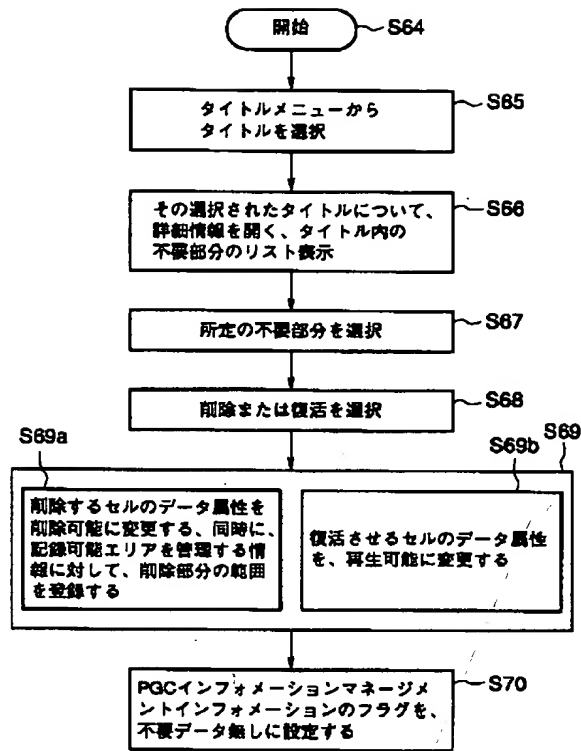 開始
S64
タイトルメニューから
タイトルを選択
S65
その選択されたタイトルについて、
詳細情報を開く、タイトル内の
不要部分のリスト表示
S66
所定の不要部分を選択
S67
削除または復活を選択
S68
S69
S69a
削除するセルのデータ属性を
削除可能に変更する、同時に、
記録可能エリアを管理する情
報に対して、削除部分の範囲
を登録する
S69b
復活させるセルのデータ属性
を、再生可能に変更する
PGCインフォメーションマネージメ
ントインフォメーションのフラグを、
不要データ無しに設定する
S70